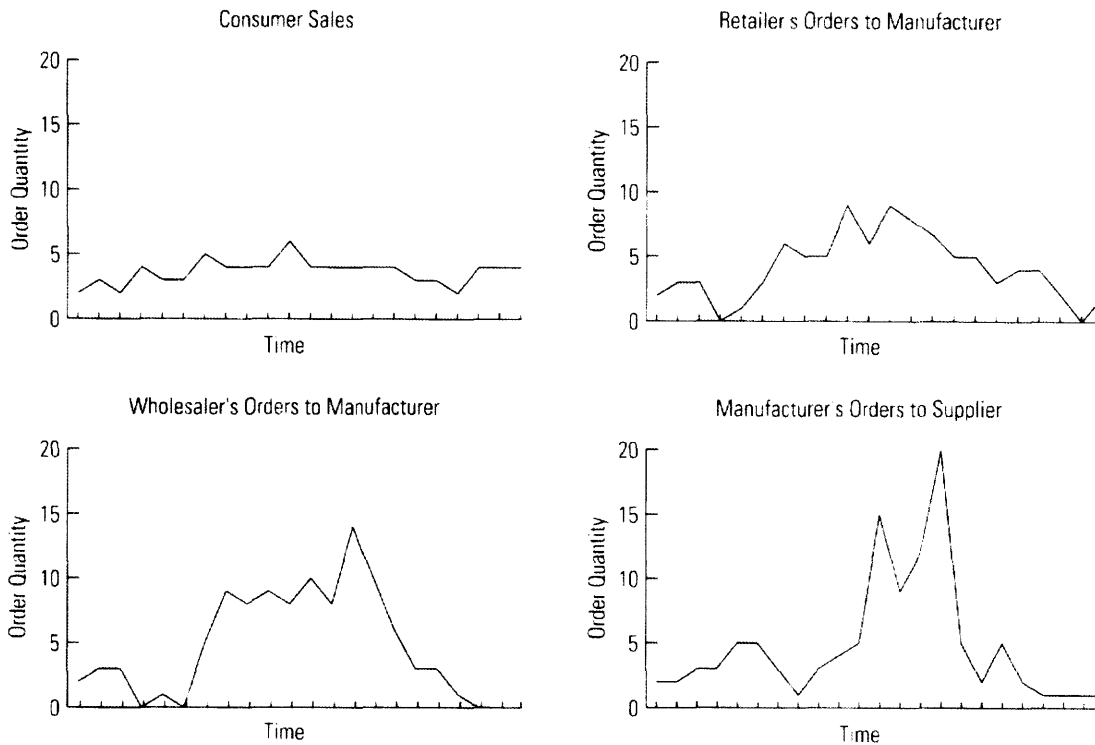 Consumer Sales
20
15
10
5
0
Order Quantity
Time
Retailer s Orders to Manufacturer
20
15
10
5
0
Order Quantity
Time
Wholesaler's Orders to Manufacturer
20
15
10
5
0
Order Quantity
Time
Manufacturer's Orders to Supplier
20
15
10
5
0
Order Quantity
Time